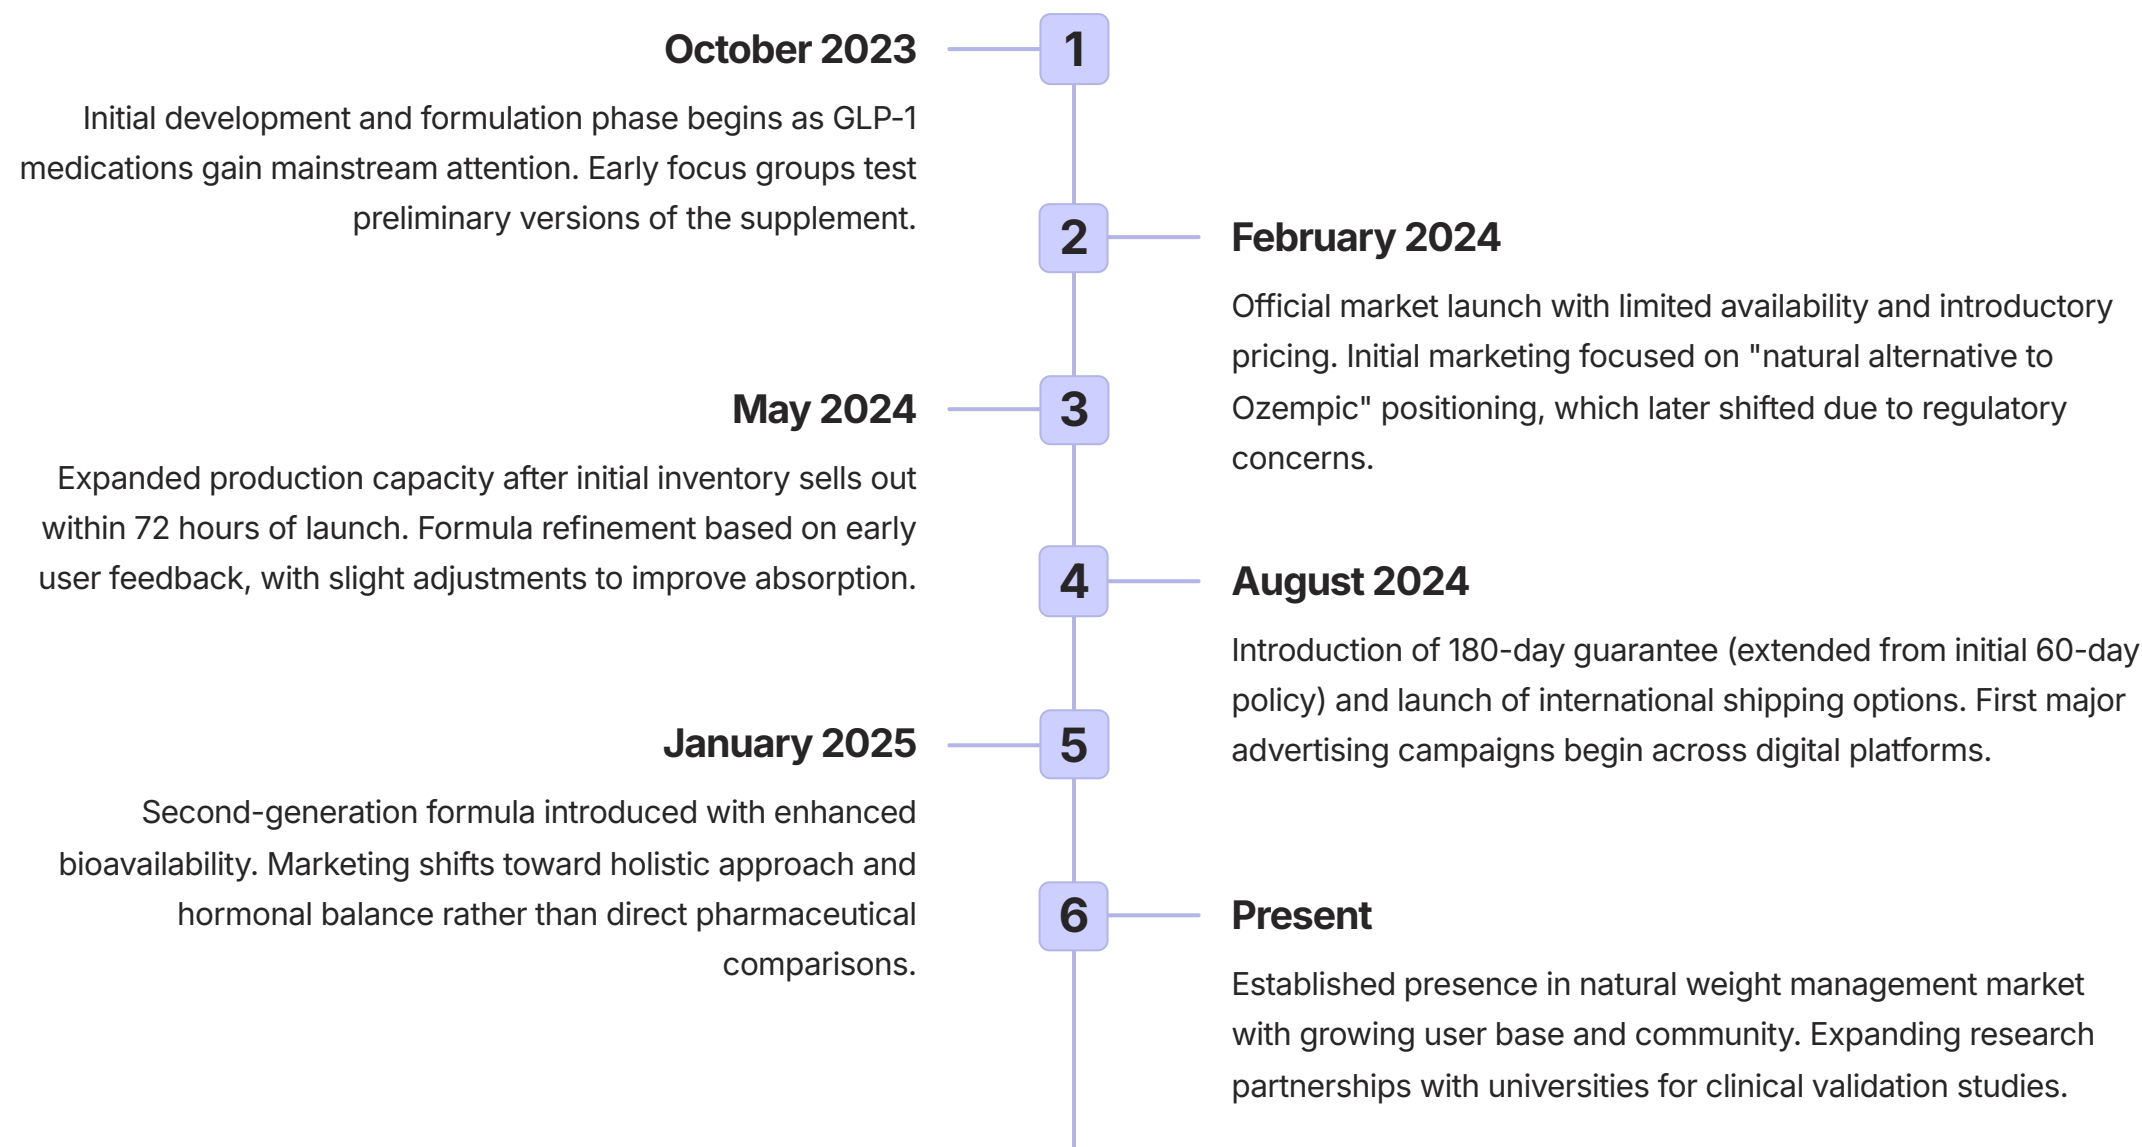 1
October 2023
Initial development and formulation phase begins as GLP-1
medications gain mainstream attention. Early focus groups test
preliminary versions of the supplement.
2
February 2024
Official market launch with limited availability and introductory
pricing. Initial marketing focused on "natural alternative to
Ozempic" positioning, which later shifted due to regulatory
concerns.
3
May 2024
Expanded production capacity after initial inventory sells out
within 72 hours of launch. Formula refinement based on early
user feedback, with slight adjustments to improve absorption.
4
August 2024
Introduction of 180-day guarantee (extended from initial 60-day
policy) and launch of international shipping options. First major
advertising campaigns begin across digital platforms.
5
January 2025
Second-generation formula introduced with enhanced
bioavailability. Marketing shifts toward holistic approach and
hormonal balance rather than direct pharmaceutical
comparisons.
6
Present
Established presence in natural weight management market
with growing user base and community. Expanding research
partnerships with universities for clinical validation studies.